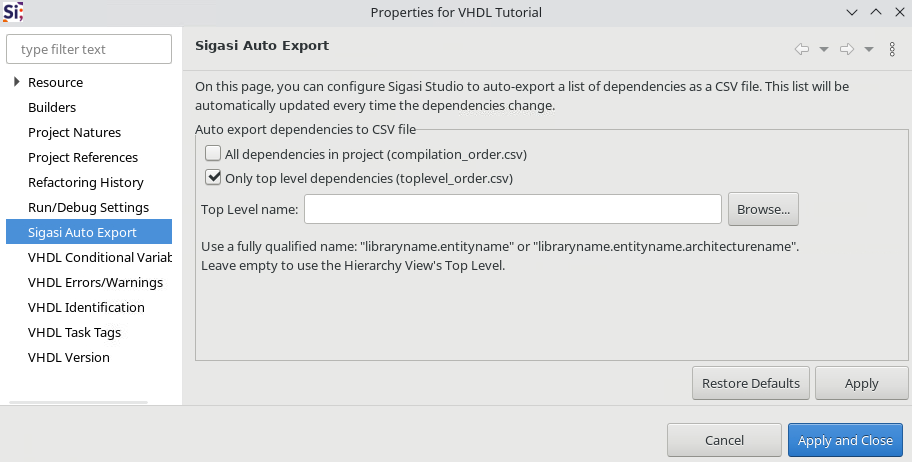 Si
Properties for VHDL Tutorial
type filter text
Resource
Builders
Project Natures
Project References
Refactoring History
Run/Debug Settings
Sigasi Auto Export
VHDL Conditional Variab
VHDL Errors/Warnings
VHDL Identification
VHDL Task Tags
VHDL Version
Sigasi Auto Export
On this page, you can configure Sigasi Studio to auto-export a list of dependencies as a CSV file. This list will be
automatically updated every time the dependencies change.
Auto export dependencies to CSV file
All dependencies in project (compilation_order.csv)
Only top level dependencies (toplevel_order.csv)
Top Level name:
Browse...
Use a fully qualified name: "libraryname.entityname" or "libraryname.entityname.architecturename".
Leave empty to use the Hierarchy View's Top Level.
Restore Defaults
Apply
Cancel
Apply and Close